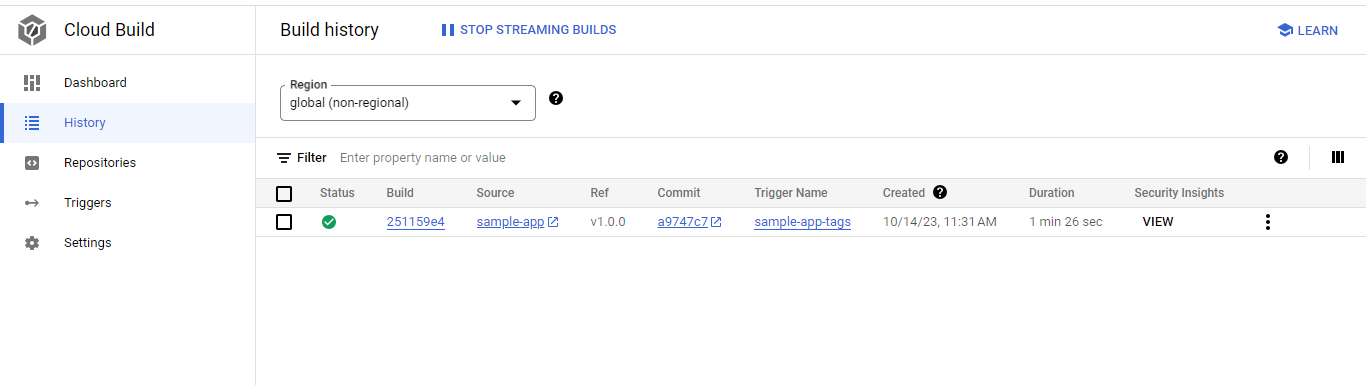 Cloud Build
Build history
STOP STREAMING BUILDS
LEARN
Dashboard
History
Repositories
Triggers
Settings
Region
global (non-regional)
Filter Enter property name or value
Status Build Source Ref Commit Trigger Name Created Duration Security Insights
251159e4 sample-app v1.0.0 a9747c7 sample-app-tags 10/14/23, 11:31 AM 1 min 26 sec VIEW